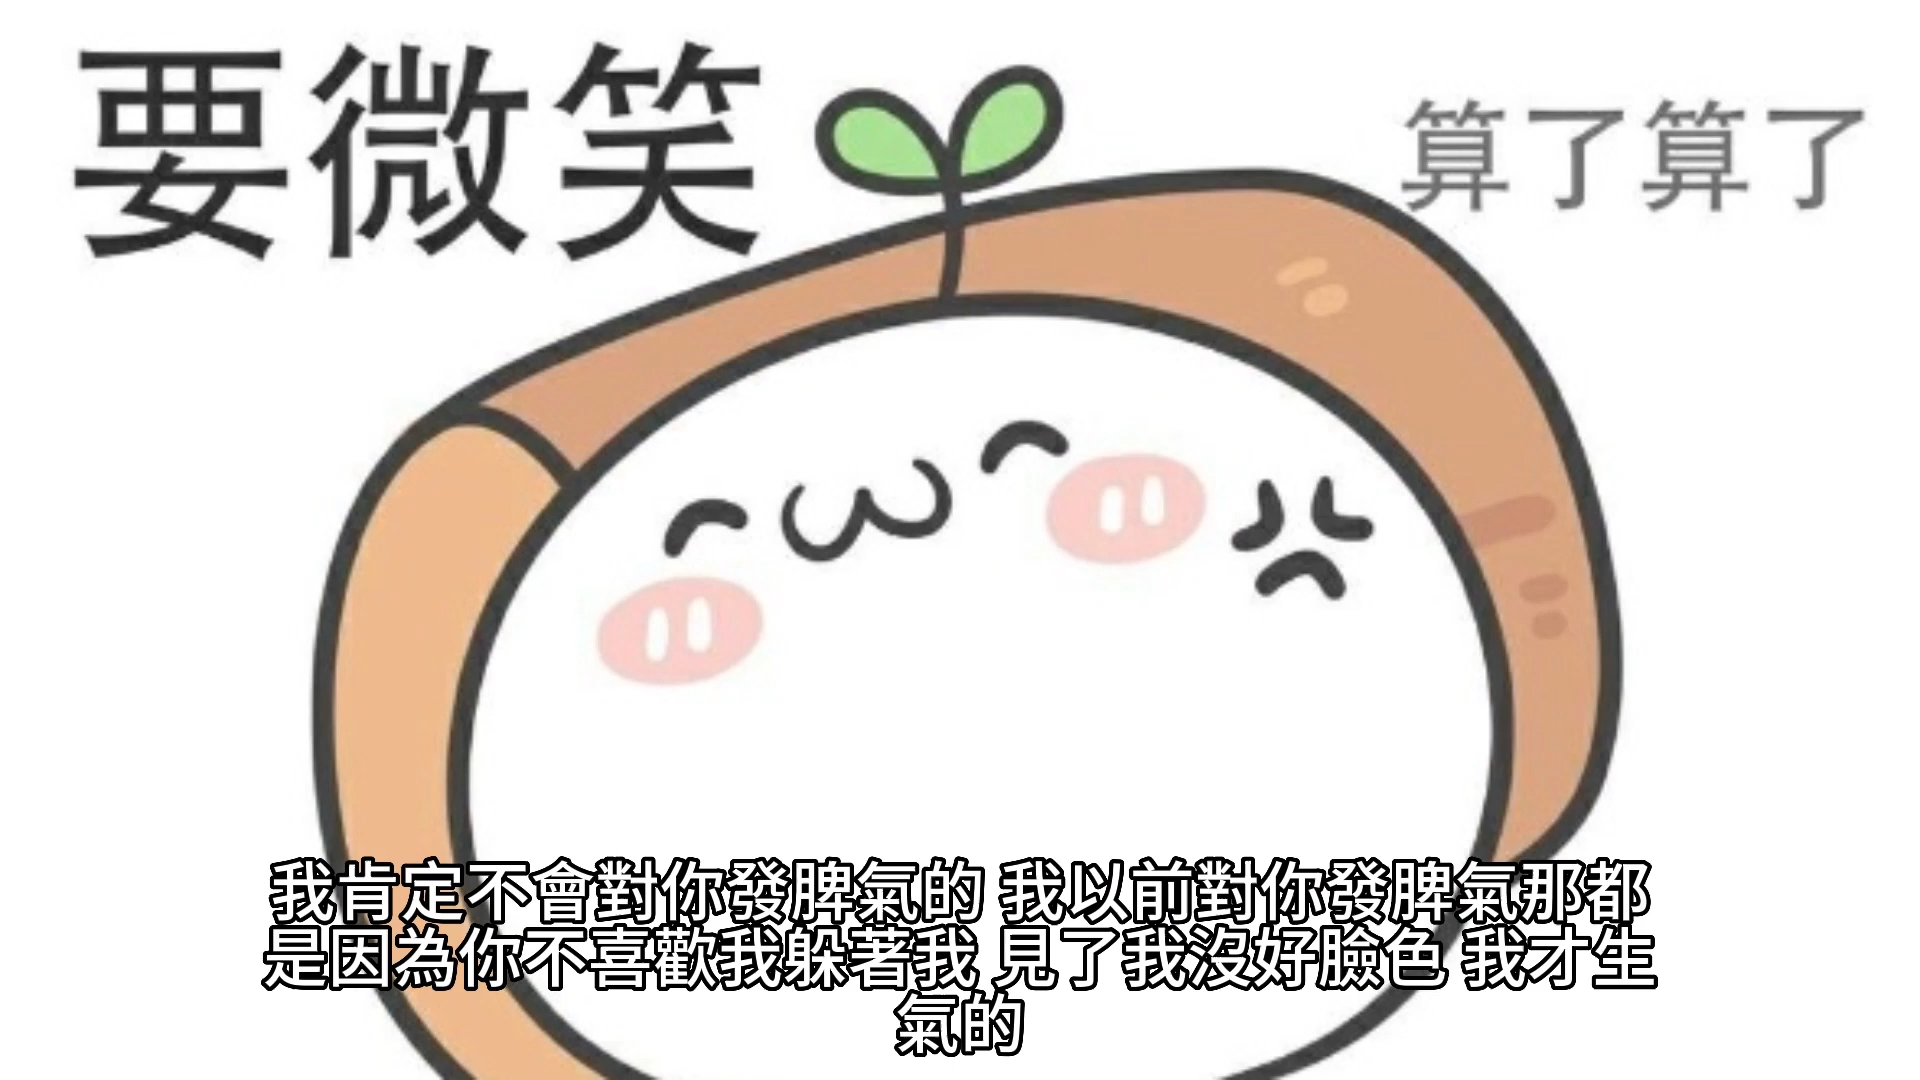 要微笑
算了算了
我肯定不會對你發脾氣的 我以前對你發脾氣那都
是因為你不喜歡我躲著我 見了我沒好臉色 我才生
氣的